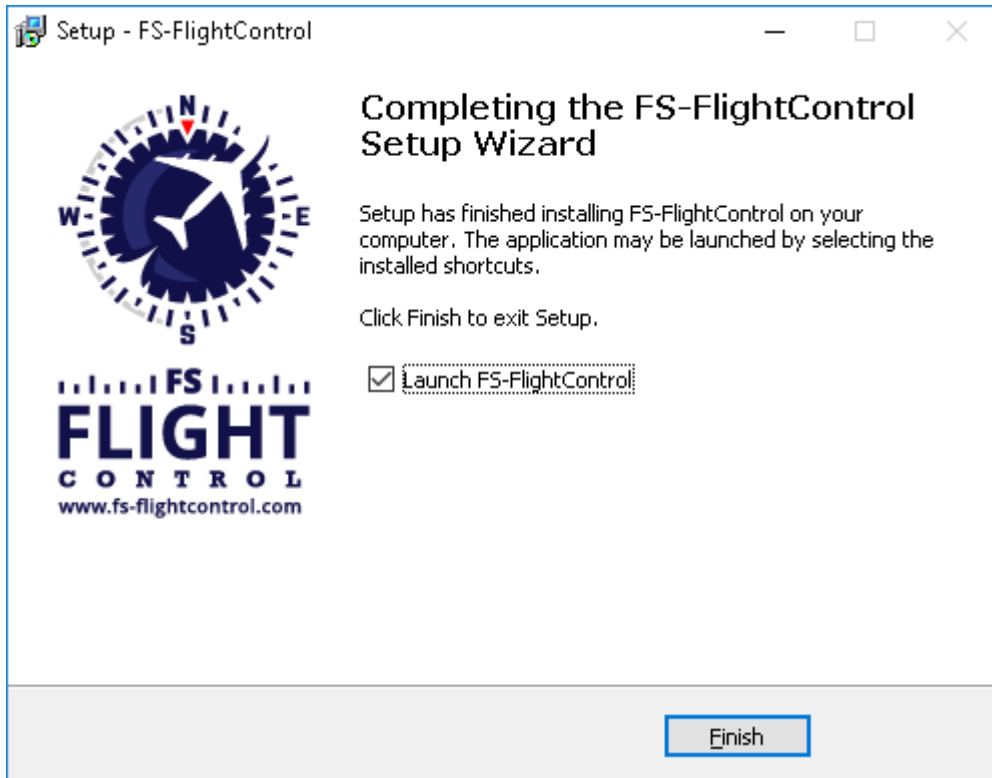 Setup - FS-FlightControl
N
W
E
S
FS
FLIGHT
CONTROL
www.fs-flightcontrol.com
Completing the FS-FlightControl
Setup Wizard
Setup has finished installing FS-FlightControl on your
computer. The application may be launched by selecting the
installed shortcuts.
Click Finish to exit Setup.
Launch FS-FlightControl
Finish